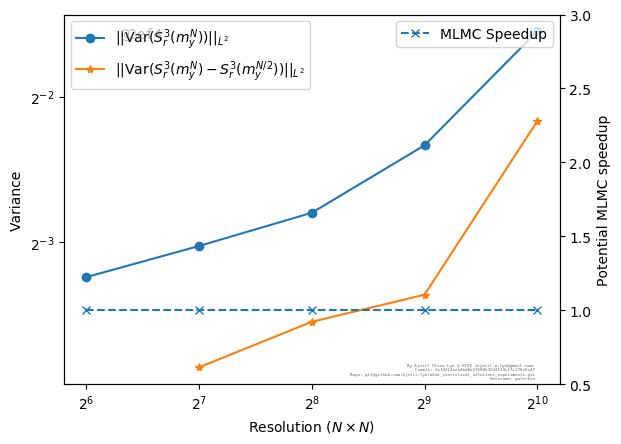 ||Var(S_r^3(m_y^N))||_{L^2}
||Var(S_r^3(m_y^N) − S_r^3(m_y^{N/2}))||_{L^2}
MLMC Speedup
Variance
2^{-2}
2^{-3}
3.0
2.5
2.0
1.5
1.0
0.5
Potential MLMC speedup
2^6
2^7
2^8
2^9
2^{10}
Resolution (N × N)